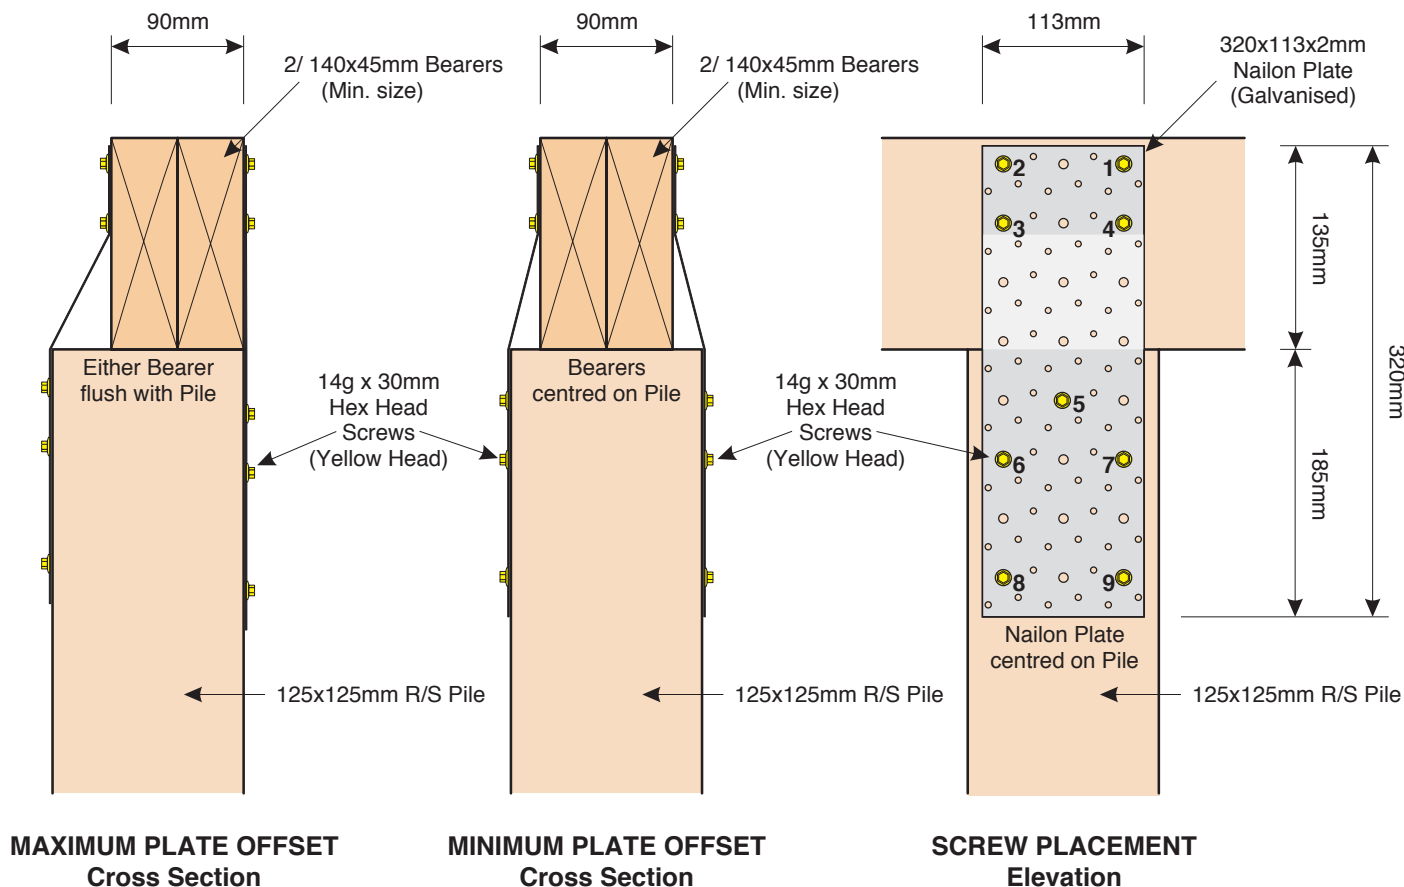 90mm
2/ 140x45mm Bearers
(Min. size)
Either Bearer
flush with Pile
14g x 30mm
Hex Head
Screws
(Yellow Head)
125x125mm R/S Pile
MAXIMUM PLATE OFFSET
Cross Section
90mm
2/ 140x45mm Bearers
(Min. size)
Bearers
centred on Pile
14g x 30mm
Hex Head
Screws
(Yellow Head)
125x125mm R/S Pile
MINIMUM PLATE OFFSET
Cross Section
113mm
320x113x2mm
Nailon Plate
(Galvanised)
2
1
3
4
5
6
7
8
9
135mm
185mm
320mm
Nailon Plate
centred on Pile
125x125mm R/S Pile
SCREW PLACEMENT
Elevation